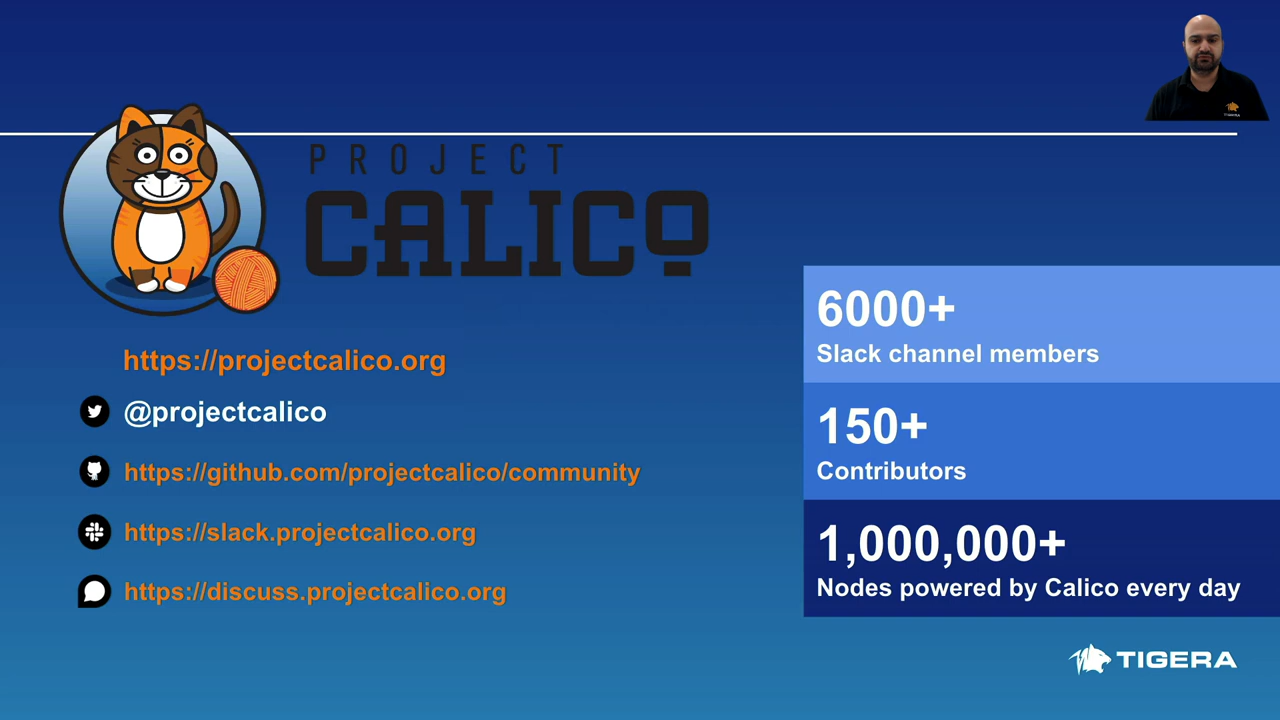 PROJECT
CALICO
https://projectcalico.org
@projectcalico
https://github.com/projectcalico/community
https://slack.projectcalico.org
https://discuss.projectcalico.org
6000+
Slack channel members
150+
Contributors
1,000,000+
Nodes powered by Calico every day
TIGERA
TIGERA